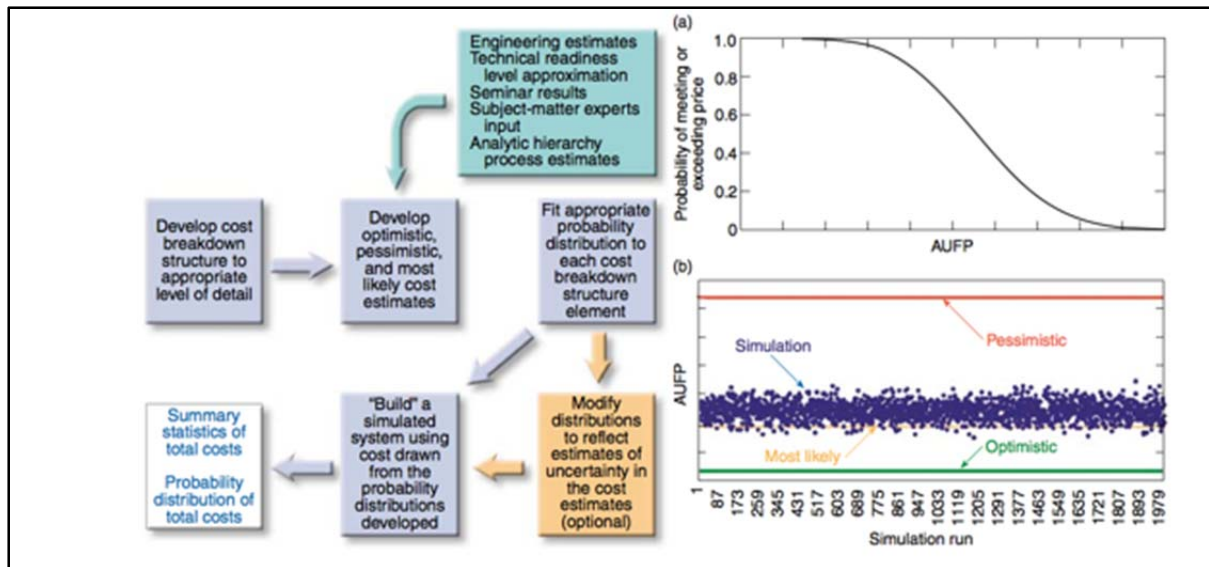 Engineering estimates
Technical readiness
level approximation
Seminar results
Subject-matter experts
input
Analytic hierarchy
process estimates
Develop cost
breakdown
structure to
appropriate
level of detail
Develop
optimistic,
pessimistic,
and most
likely cost
estimates
Fit appropriate
probability
distribution to
each cost
breakdown
structure
element
Summary
statistics of
total costs
Probability
distribution of
total costs
"Build" a
simulated
system using
cost drawn
from the
probability
distributions
developed
Modify
distributions
to reflect
estimates of
uncertainty in
the cost
estimates
(optional)
(a)
Probability of meeting or
exceeding price
1.0
0.8
0.6
0.4
0.2
0
AUFP
(b)
AUFP
Pessimistic
Simulation
Most likely
Optimistic
1
87
173
259
345
431
517
603
689
775
861
947
1033
1119
1205
1291
1377
1463
1549
1635
1721
1807
1893
1979
Simulation run